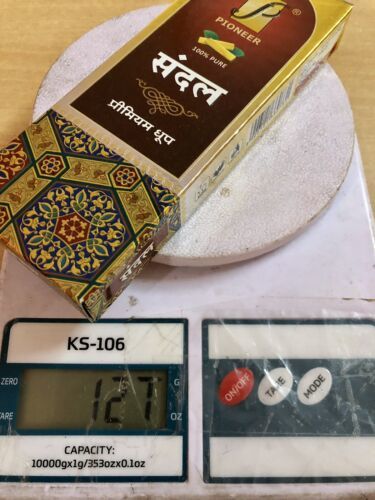 ®
PIONEER
100% PURE
संदल
प्रीमियम धूप
संदल
KS-106
ZERO
TARE
127
G
OZ
CAPACITY:
10000gx1g/353ozx0.1oz
ON/OFF
TARE
MODE